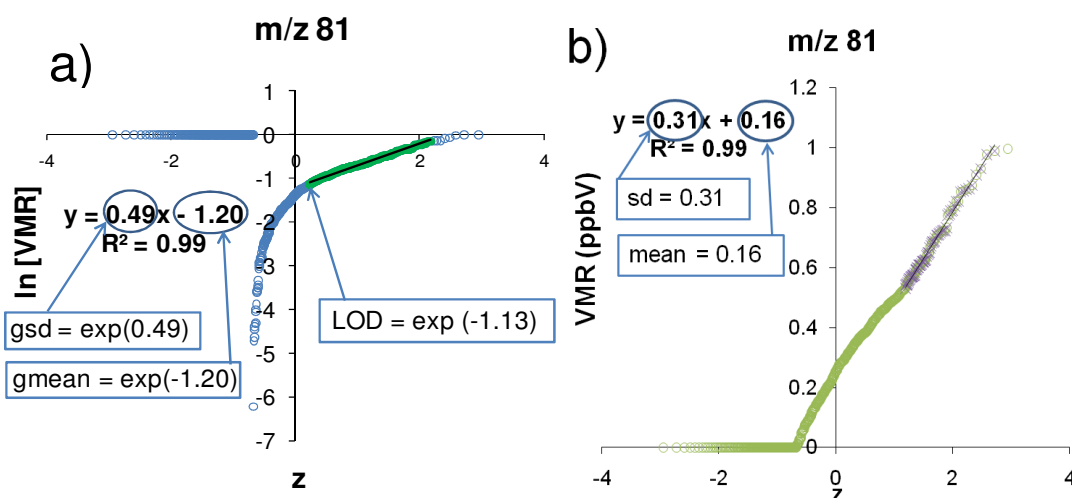 m/z 81
a)
1
0
-4
-2
0
2
4
-1
-2
-3
-4
-5
-6
-7
ln [VMR]
y = 0.49x - 1.20
R² = 0.99
gsd = exp(0.49)
gmean = exp(-1.20)
LOD = exp (-1.13)
z
b)
m/z 81
1.2
1
0.8
0.6
0.4
0.2
0
VMR (ppbV)
y = 0.31x + 0.16
R² = 0.99
sd = 0.31
mean = 0.16
-4
-2
0
2
4
z